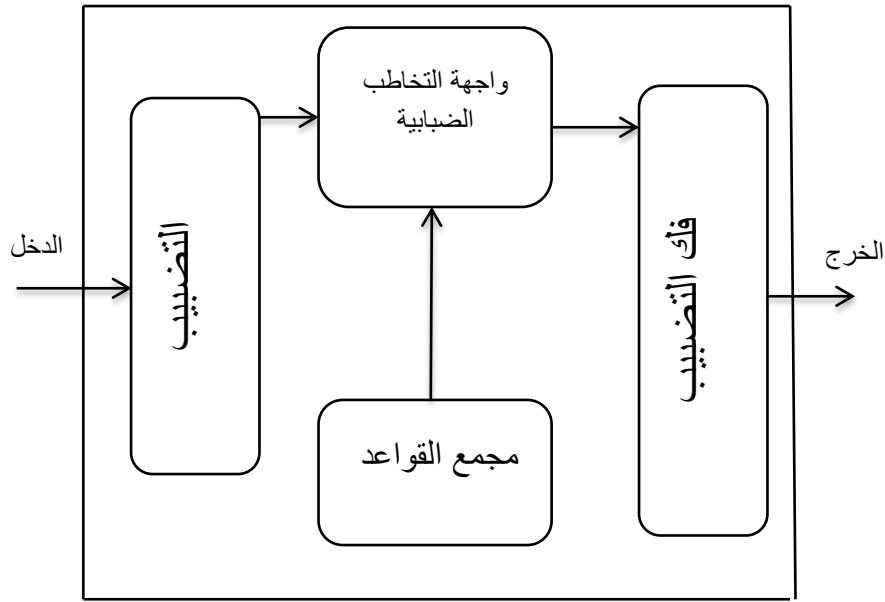 واجهة التخاطب
الضبابية
التضبيب
فك التضبيب
الدخل
الخرج
مجمع القواعد